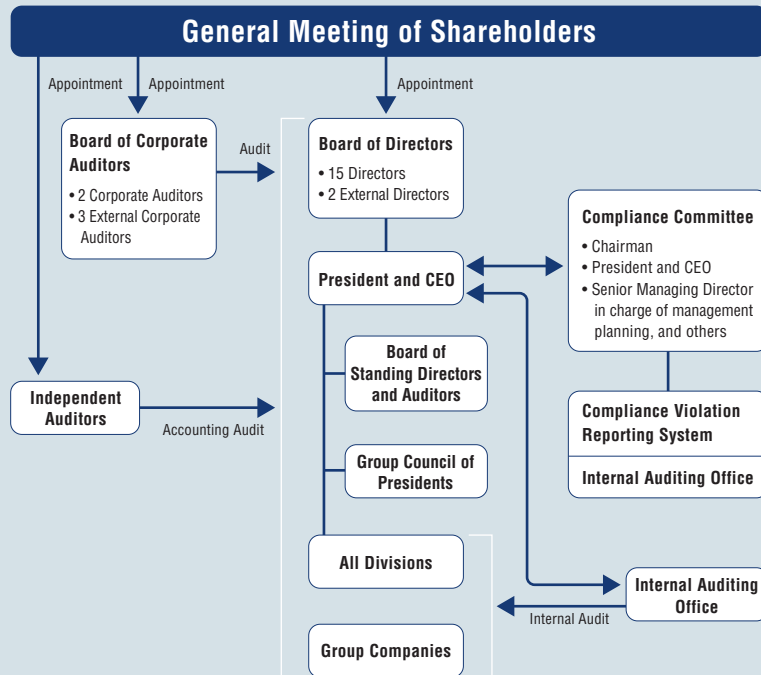 General Meeting of Shareholders
Appointment
Appointment
Appointment
Board of Corporate
Auditors
• 2 Corporate Auditors
• 3 External Corporate
Auditors
Audit
Board of Directors
• 15 Directors
• 2 External Directors
Compliance Committee
• Chairman
• President and CEO
• Senior Managing Director
in charge of management
planning, and others
President and CEO
Board of
Standing Directors
and Auditors
Independent
Auditors
Accounting Audit
Compliance Violation
Reporting System
Internal Auditing Office
Group Council of
Presidents
All Divisions
Internal Auditing
Office
Internal Audit
Group Companies